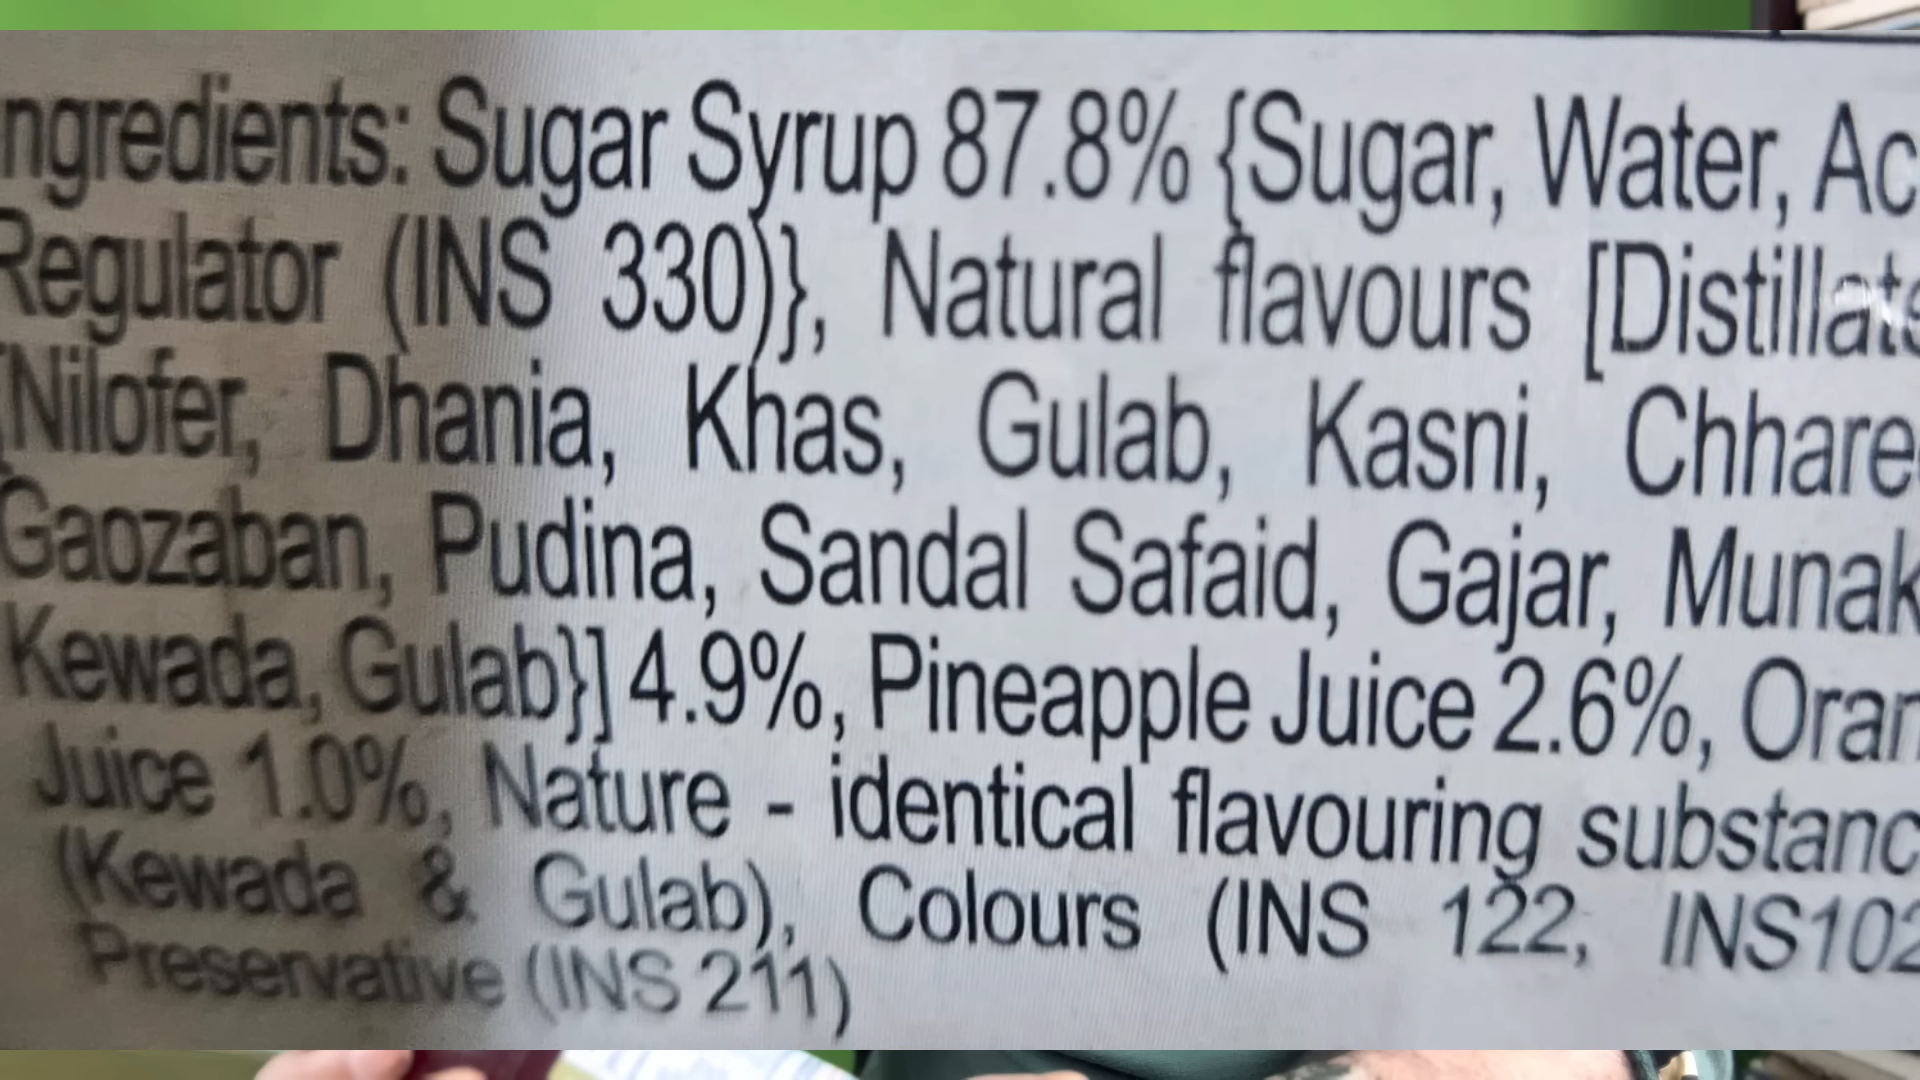 ngredients: Sugar Syrup 87.8% {Sugar, Water, Ac
Regulator (INS 330)}, Natural flavours [Distillate
{Nilofer, Dhania, Khas, Gulab, Kasni, Chhare
Gaozaban, Pudina, Sandal Safaid, Gajar, Munak
Kewada, Gulab}] 4.9%, Pineapple Juice 2.6%, Oran
Juice 1.0%, Nature - identical flavouring substanc
(Kewada & Gulab), Colours (INS 122, INS102
Preservative (INS 211)